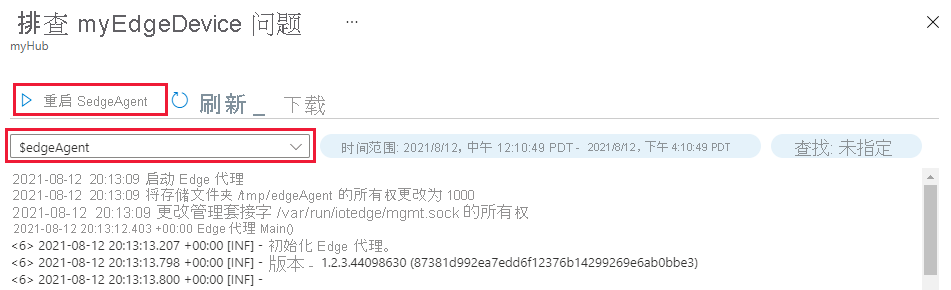 排查 myEdgeDevice 问题 ...
myHub
重启 SedgeAgent 刷新_ 下载
$edgeAgent 时间范围: 2021/8/12, 中午 12:10:49 PDT - 2021/8/12, 下午 4:10:49 PDT 查找: 未指定
2021-08-12 20:13:09 启动 Edge 代理
2021-08-12 20:13:09 将存储文件夹 /tmp/edgeAgent 的所有权更改为 1000
2021-08-12 20:13:09 更改管理套接字 /var/run/iotedge/mgmt.sock 的所有权
2021-08-12 20:13:12.403 +00:00 Edge 代理 Main()
<6> 2021-08-12 20:13:13.207 +00:00 [INF] - 初始化 Edge 代理。
<6> 2021-08-12 20:13:13.798 +00:00 [INF] - 版本 - 1.2.3.44098630 (87381d992ea7edd6f12376b14299269e6ab0bbe3)
<6> 2021-08-12 20:13:13.800 +00:00 [INF] -